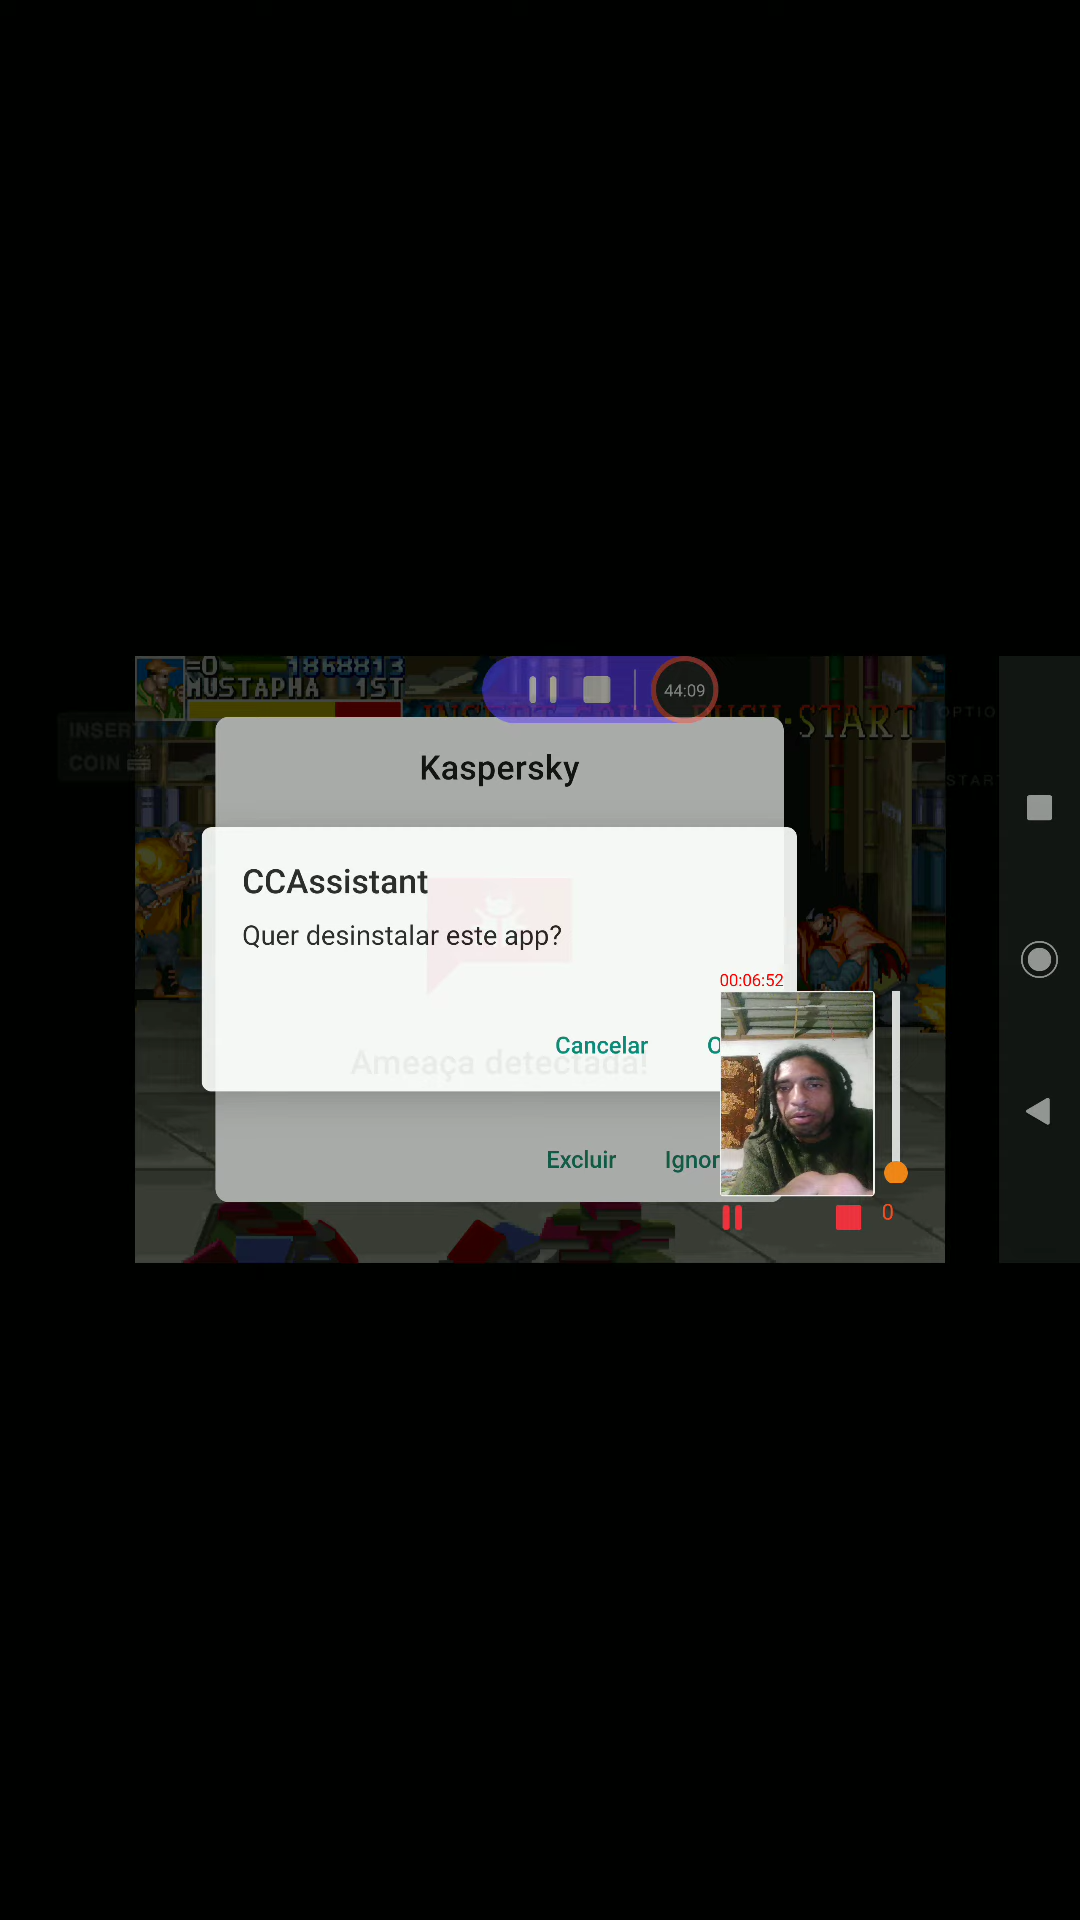 =0 1868813
MUSTAPHA 1ST
44:09
START
INSERT
COIN
START
Kaspersky
CCAssistant
Quer desinstalar este app?
00:06:52
Cancelar
Ameaça detectada!
Excluir
Ignor
0